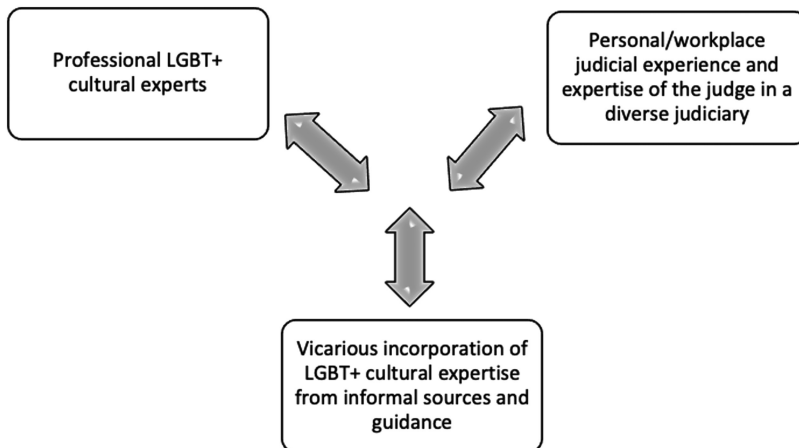 Professional LGBT+
cultural experts
Personal/workplace
judicial experience and
expertise of the judge in a
diverse judiciary
Vicarious incorporation of
LGBT+ cultural expertise
from informal sources and
guidance